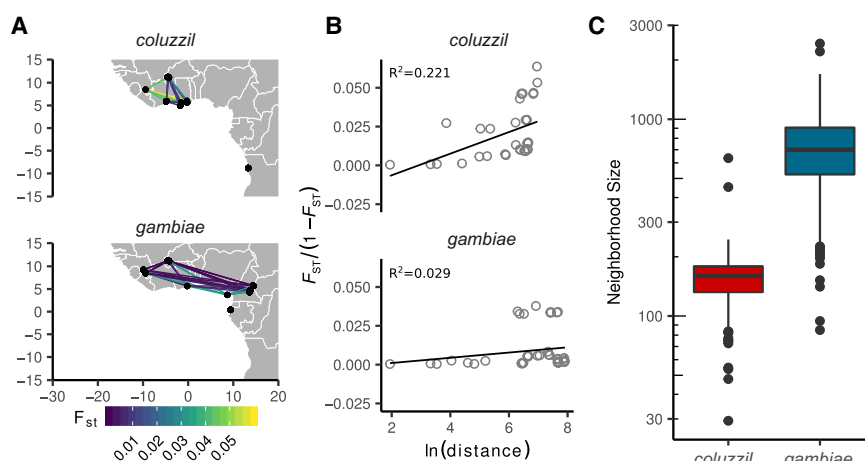 A
coluzziI
15
10
5
0
−5
−10
−15
gambiae
15
10
5
0
−5
−10
−15
−30 −20 −10 0 10 20
Fst
0.01 0.02 0.03 0.04 0.05
B
coluzziI
R²=0.221
0.050
0.025
0.000
−0.025
FST/(1 −FST)
gambiae
R²=0.029
0.050
0.025
0.000
−0.025
2 4 6 8
ln(distance)
C
Neighborhood Size
3000
1000
300
100
30
coluzziI gambiae